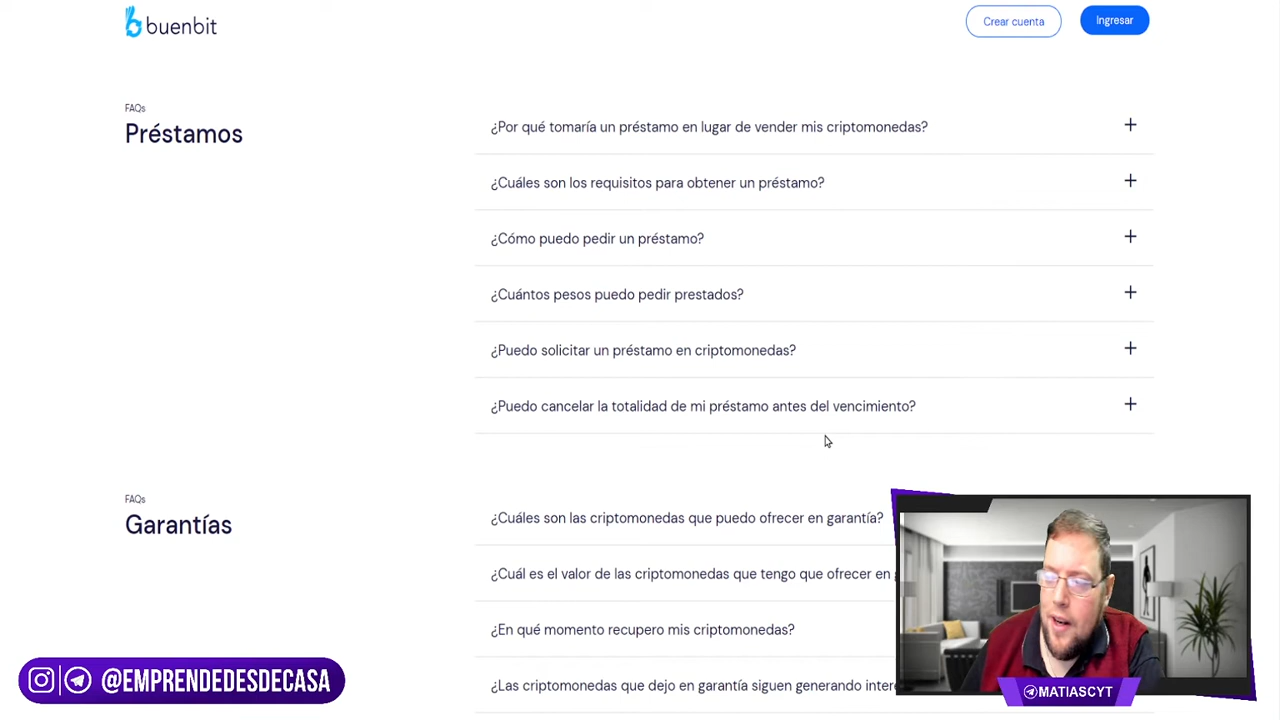 buenbit
Crear cuenta
Ingresar
FAQs
Préstamos
¿Por qué tomaría un préstamo en lugar de vender mis criptomonedas?
¿Cuáles son los requisitos para obtener un préstamo?
¿Cómo puedo pedir un préstamo?
¿Cuántos pesos puedo pedir prestados?
¿Puedo solicitar un préstamo en criptomonedas?
¿Puedo cancelar la totalidad de mi préstamo antes del vencimiento?
FAQs
Garantías
¿Cuáles son las criptomonedas que puedo ofrecer en garantía?
¿Cuál es el valor de las criptomonedas que tengo que ofrecer en
¿En qué momento recupero mis criptomonedas?
¿Las criptomonedas que dejo en garantía siguen generando
@EMPRENDEDESDECASA
MATIASCYT